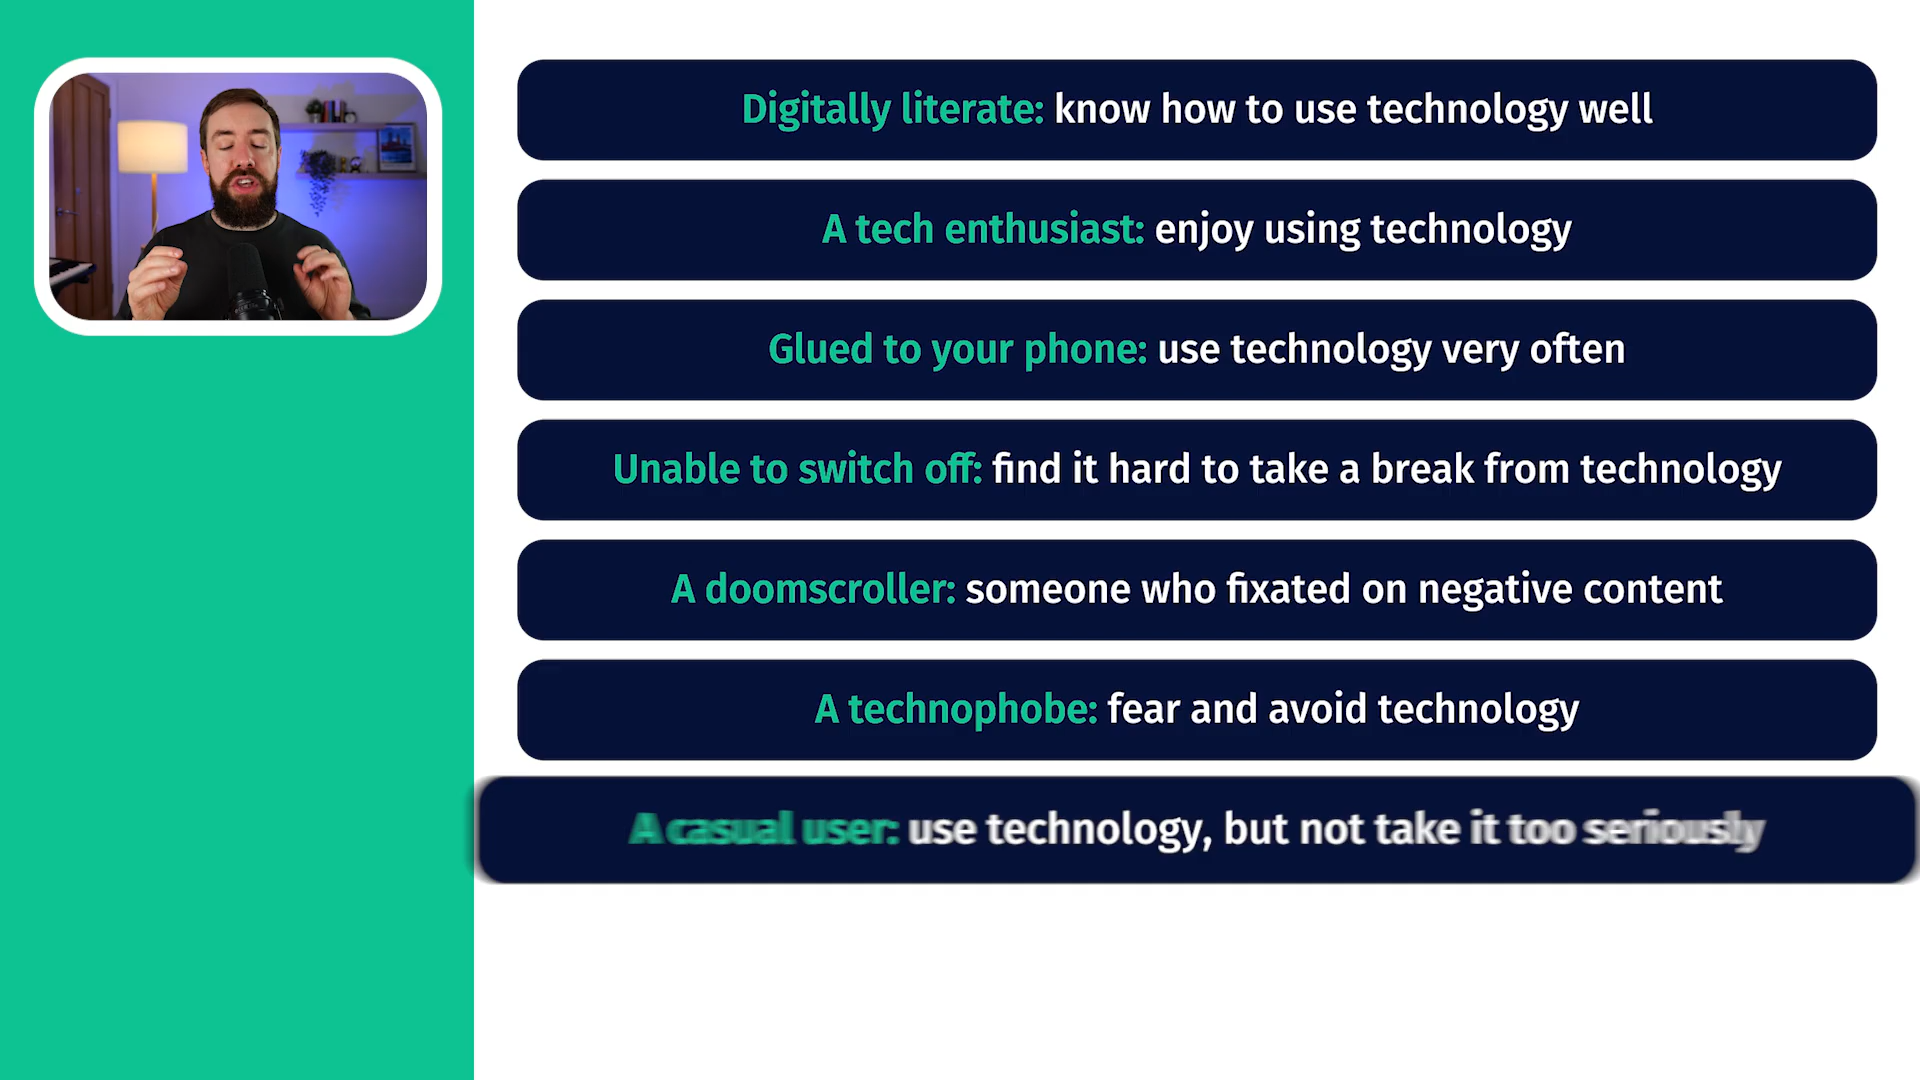 Digitally literate: know how to use technology well
A tech enthusiast: enjoy using technology
Glued to your phone: use technology very often
Unable to switch off: find it hard to take a break from technology
A doomscroller: someone who fixated on negative content
A technophobe: fear and avoid technology
A casual user: use technology, but not take it too seriously